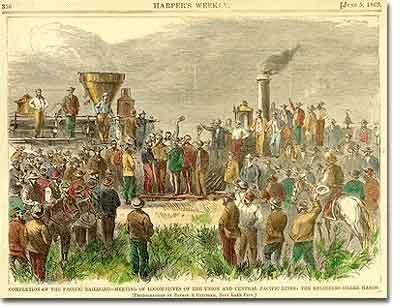 356
HARPER'S WEEKLY.
[JUNE 5, 1869.
COMPLETION OF THE PACIFIC RAILROAD—MEETING OF LOCOMOTIVES OF THE UNION AND CENTRAL PACIFIC LINES: THE ENGINEERS SHAKE HANDS.
[PHOTOGRAPHED BY SAVAGE & OTTINGER, SALT LAKE CITY.]